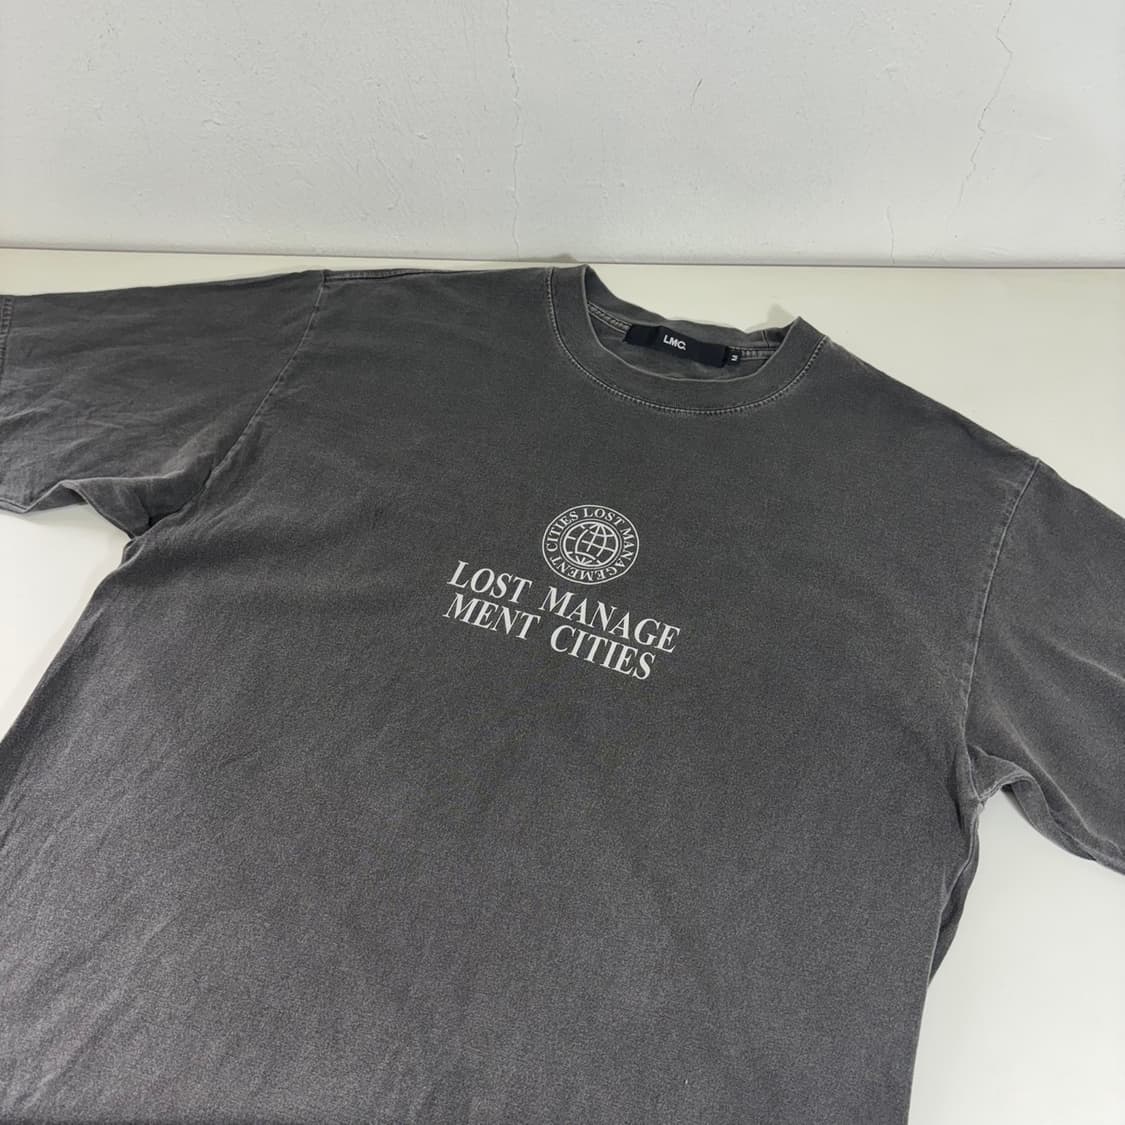 LMC.
M
CITIES LOST MANAGEMENT
LOST MANAGE
MENT CITIES